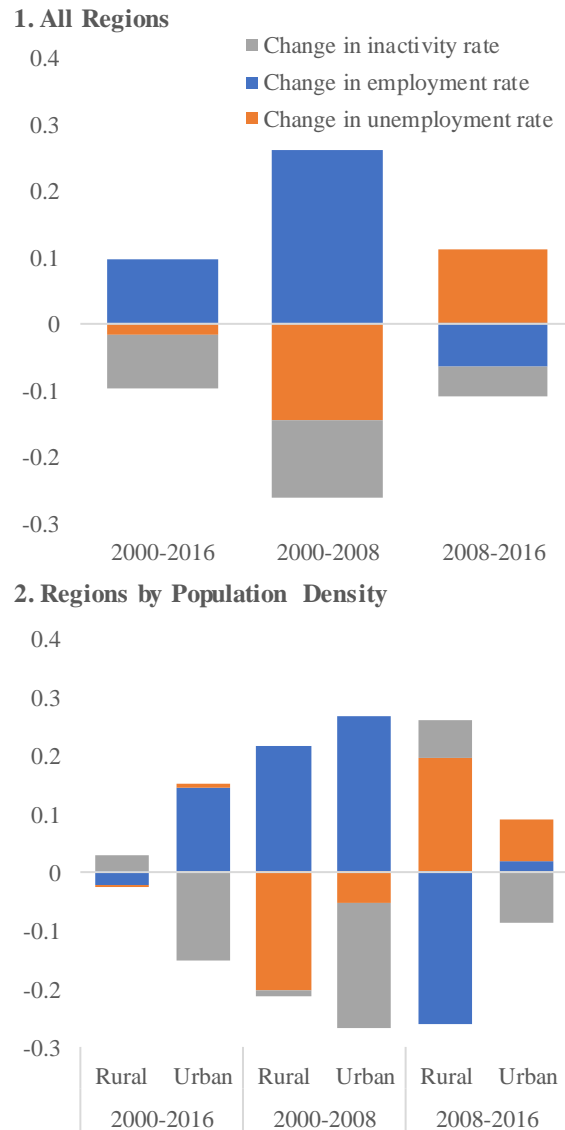 1. All Regions
Change in inactivity rate
Change in employment rate
Change in unemployment rate
0.4
0.3
0.2
0.1
0
-0.1
-0.2
-0.3
2000-2016 2000-2008 2008-2016
2. Regions by Population Density
0.4
0.3
0.2
0.1
0
-0.1
-0.2
-0.3
Rural Urban Rural Urban Rural Urban
2000-2016 2000-2008 2008-2016